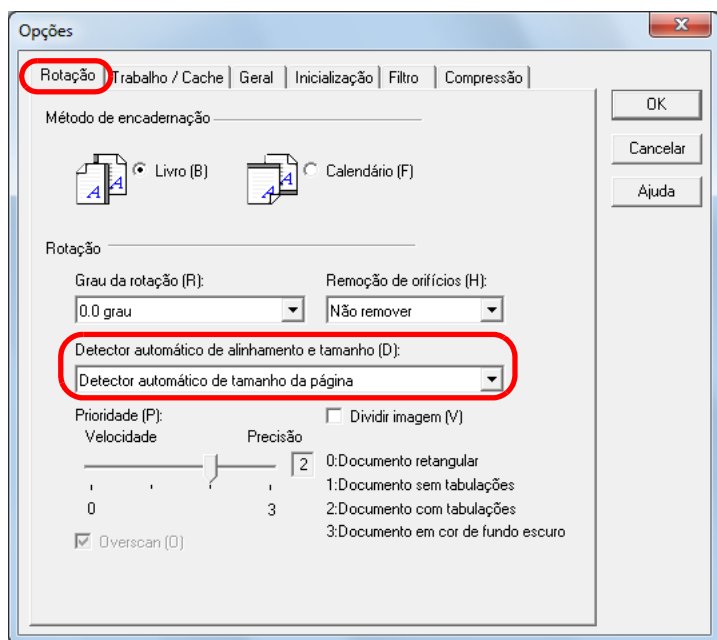 Opções
Rotação Trabalho / Cache Geral Inicialização Filtro Compressão
OK
Cancelar
Ajuda
Método de encadernação
A A Livro (B) A A Calendário (F)
Rotação
Grau da rotação (R): Remoção de orifícios (H):
0.0 grau Não remover
Detector automático de alinhamento e tamanho (D):
Detector automático de tamanho da página
Prioridade (P): Dividir imagem (V)
Velocidade Precisão
2 0:Documento retangular
1:Documento sem tabulações
0 3 2:Documento com tabulações
3:Documento em cor de fundo escuro
Overscan (O)